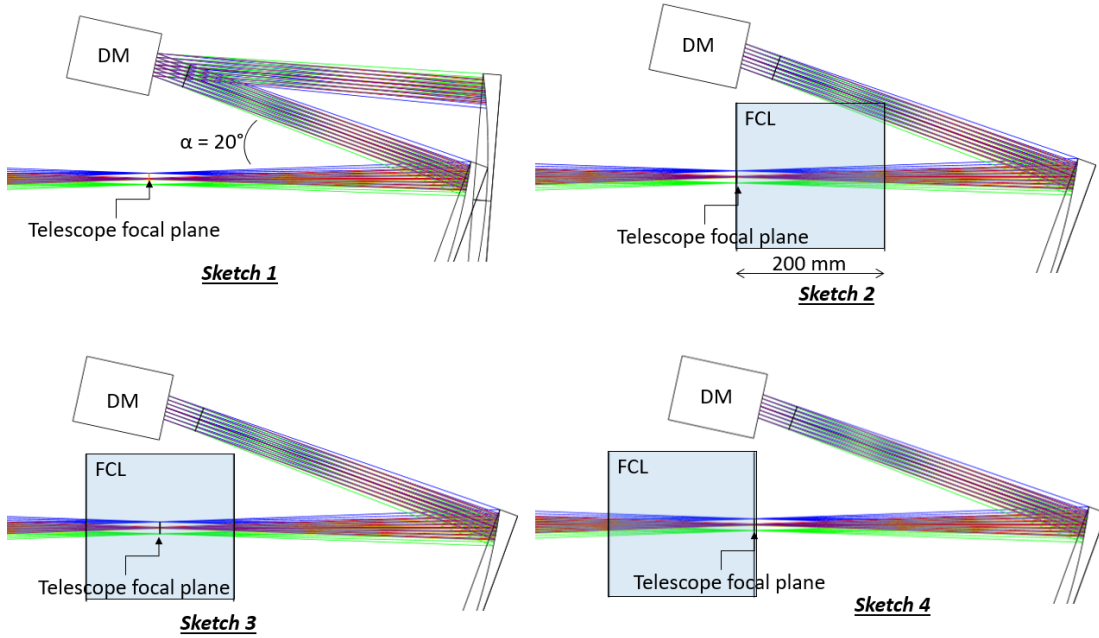 DM
α = 20°
Telescope focal plane
Sketch 1
DM
FCL
Telescope focal plane
200 mm
Sketch 2
DM
FCL
Telescope focal plane
Sketch 3
DM
FCL
Telescope focal plane
Sketch 4